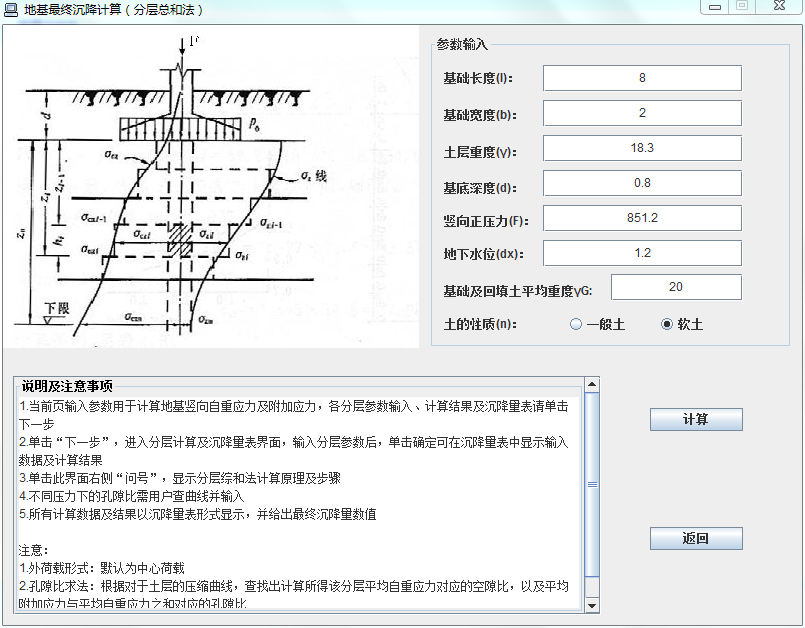 地基最终沉降计算（分层总和法）
参数输入
基础长度(l)： 8
基础宽度(b)： 2
土层重度(γ)： 18.3
基底深度(d)： 0.8
竖向正压力(F)： 851.2
地下水位(dx)： 1.2
基础及回填土平均重度γG: 20
土的性质(n)： 一般土 软土
d
p₀
σcz
σz 线
zi-1
zi
zn
σczi-1
σzi-1
σczi
σzi
hi
σczi
σzi
下限
σczn
σzn
说明及注意事项
1.当前页输入参数用于计算地基竖向自重应力及附加应力，各分层参数输入、计算结果及沉降量表请单击
下一步
2.单击“下一步”，进入分层计算及沉降量表界面，输入分层参数后，单击确定可在沉降量表中显示输入
数据及计算结果
3.单击此界面右侧“问号”，显示分层综和法计算原理及步骤
4.不同压力下的孔隙比需用户查曲线并输入
5.所有计算数据及结果以沉降量表形式显示，并给出最终沉降量数值
注意：
1.外荷载形式：默认为中心荷载
2.孔隙比求法：根据对于土层的压缩曲线，查找出计算所得该分层平均自重应力对应的空隙比，以及平均
附加应力与平均自重应力之和对应的孔隙比
计算
返回